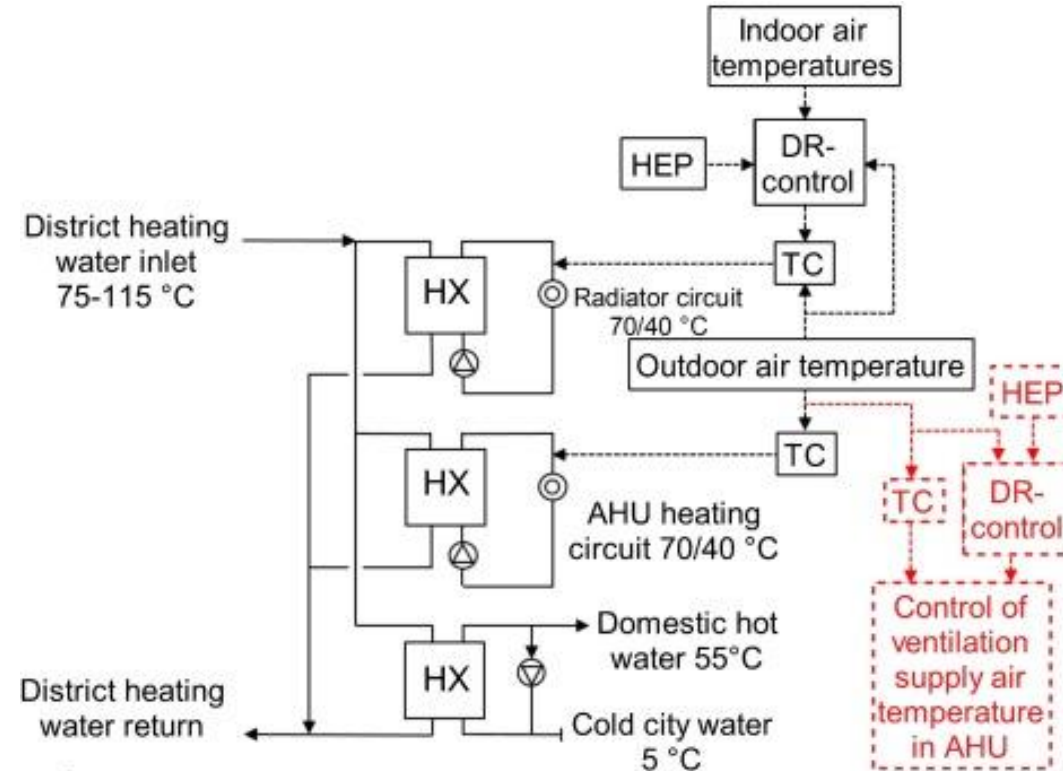 Indoor air
temperatures
HEP
DR-
control
District heating
water inlet
75-115 °C
HX
TC
Radiator circuit
70/40 °C
Outdoor air temperature
HEP
TC
HX
TC
DR-
control
AHU heating
circuit 70/40 °C
Control of
ventilation
supply air
temperature
in AHU
Domestic hot
water 55°C
HX
District heating
water return
Cold city water
5 °C